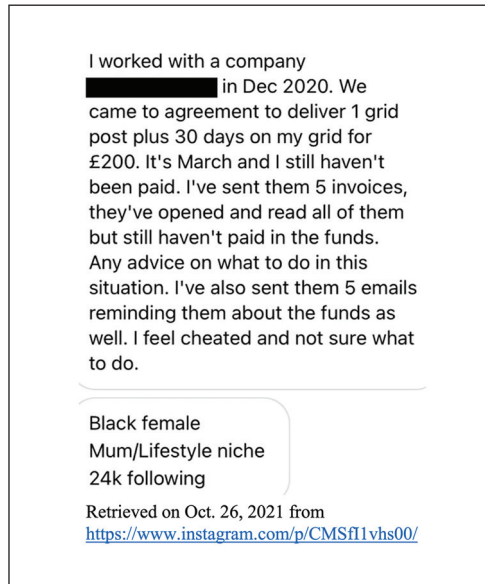 I worked with a company
in Dec 2020. We
came to agreement to deliver 1 grid
post plus 30 days on my grid for
£200. It's March and I still haven't
been paid. I've sent them 5 invoices,
they've opened and read all of them
but still haven't paid in the funds.
Any advice on what to do in this
situation. I've also sent them 5 emails
reminding them about the funds as
well. I feel cheated and not sure what
to do.
Black female
Mum/Lifestyle niche
24k following
Retrieved on Oct. 26, 2021 from
https://www.instagram.com/p/CMSfI1vhs00/